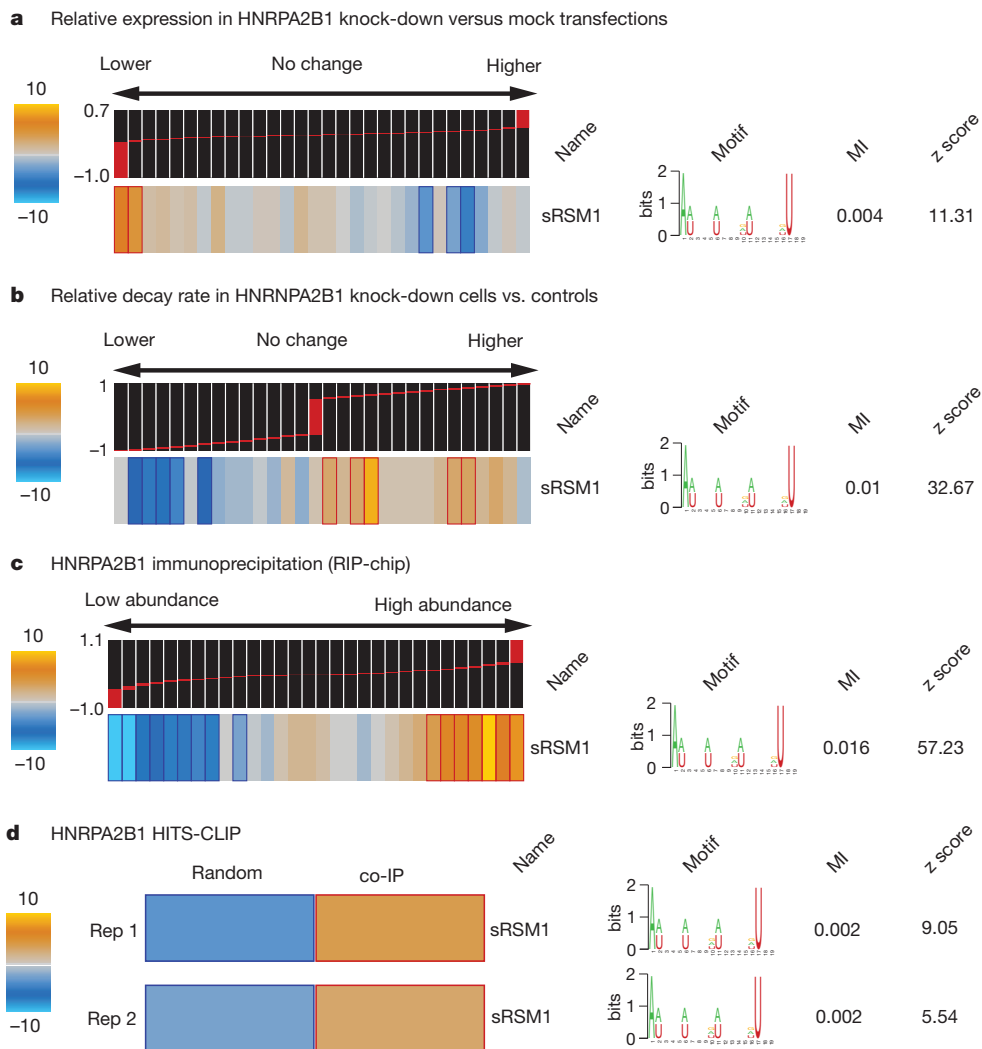 a Relative expression in HNRPA2B1 knock-down versus mock transfections
Lower No change Higher
10
−10
0.7
−1.0
Name Motif MI z score
sRSM1
bits
2
1
0
0.004 11.31
b Relative decay rate in HNRNPA2B1 knock-down cells vs. controls
Lower No change Higher
10
−10
1
−1
Name Motif MI z score
sRSM1
bits
2
1
0
0.01 32.67
c HNRPA2B1 immunoprecipitation (RIP-chip)
Low abundance High abundance
10
−10
1.1
−1.0
Name Motif MI z score
sRSM1
bits
2
1
0
0.016 57.23
d HNRPA2B1 HITS-CLIP
Random co-IP
10
−10
Name Motif MI z score
Rep 1 sRSM1
bits
2
1
0
0.002 9.05
Rep 2 sRSM1
bits
2
1
0
0.002 5.54